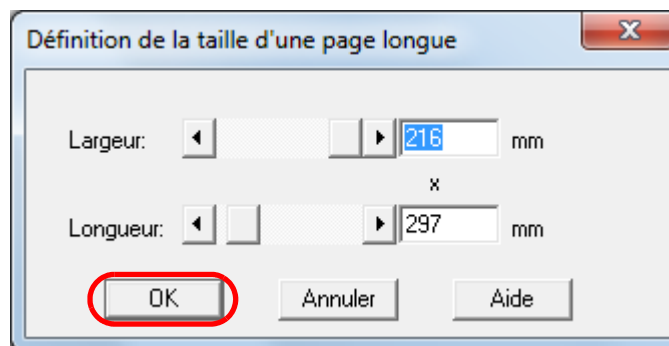 Définition de la taille d'une page longue
Largeur: 216 mm
x
Longueur: 297 mm
OK Annuler Aide